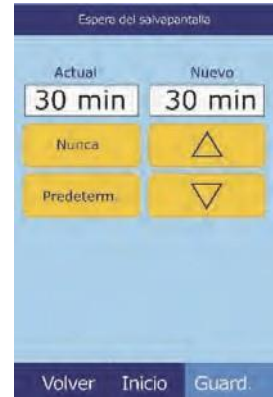 Espera del salvapantalla
Actual Nuevo
30 min 30 min
Nunca
Predeterm.
Volver Inicio Guard.